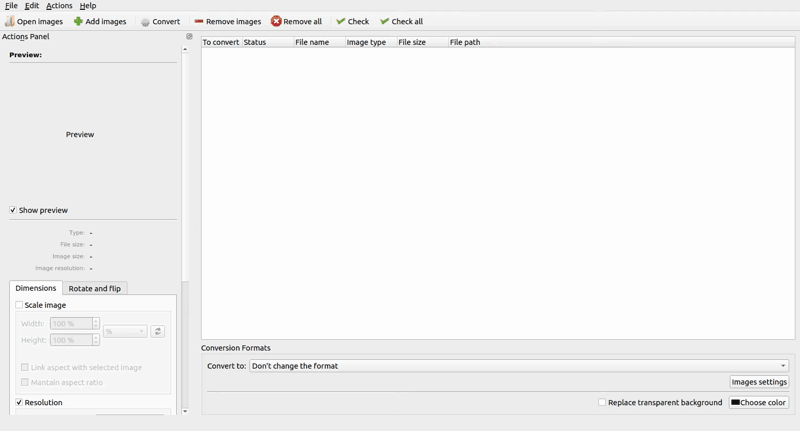 File Edit Actions Help
Open images Add images Convert Remove images Remove all Check Check all
Actions Panel
Preview:
Preview
Show preview
Type: -
File size: -
Image size: -
Image resolution: -
Dimensions Rotate and flip
Scale image
Width: 100 % %
Height: 100 %
Link aspect with selected image
Mantain aspect ratio
Resolution
To convert Status File name Image type File size File path
Conversion Formats
Convert to: Don't change the format
Images settings
Replace transparent background Choose color